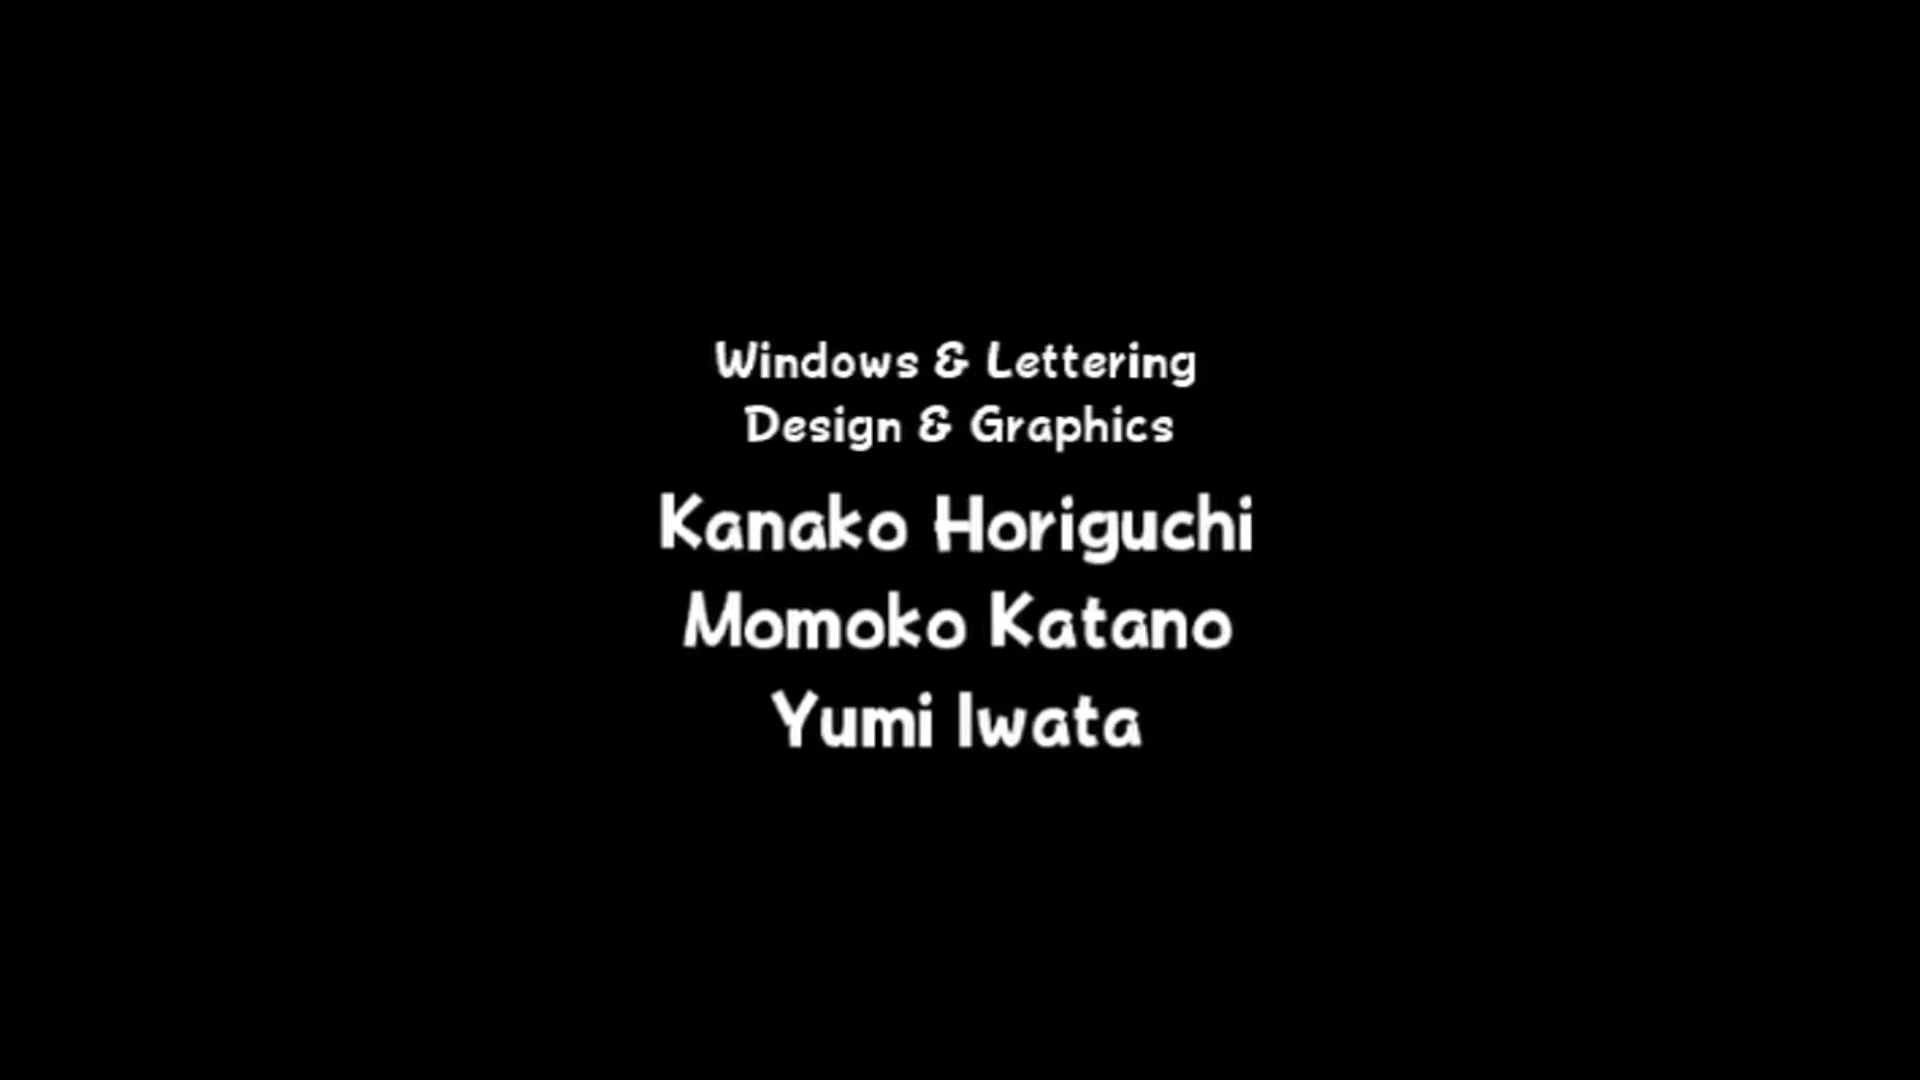 Windows & Lettering
Design & Graphics
Kanako Horiguchi
Momoko Katano
Yumi Iwata